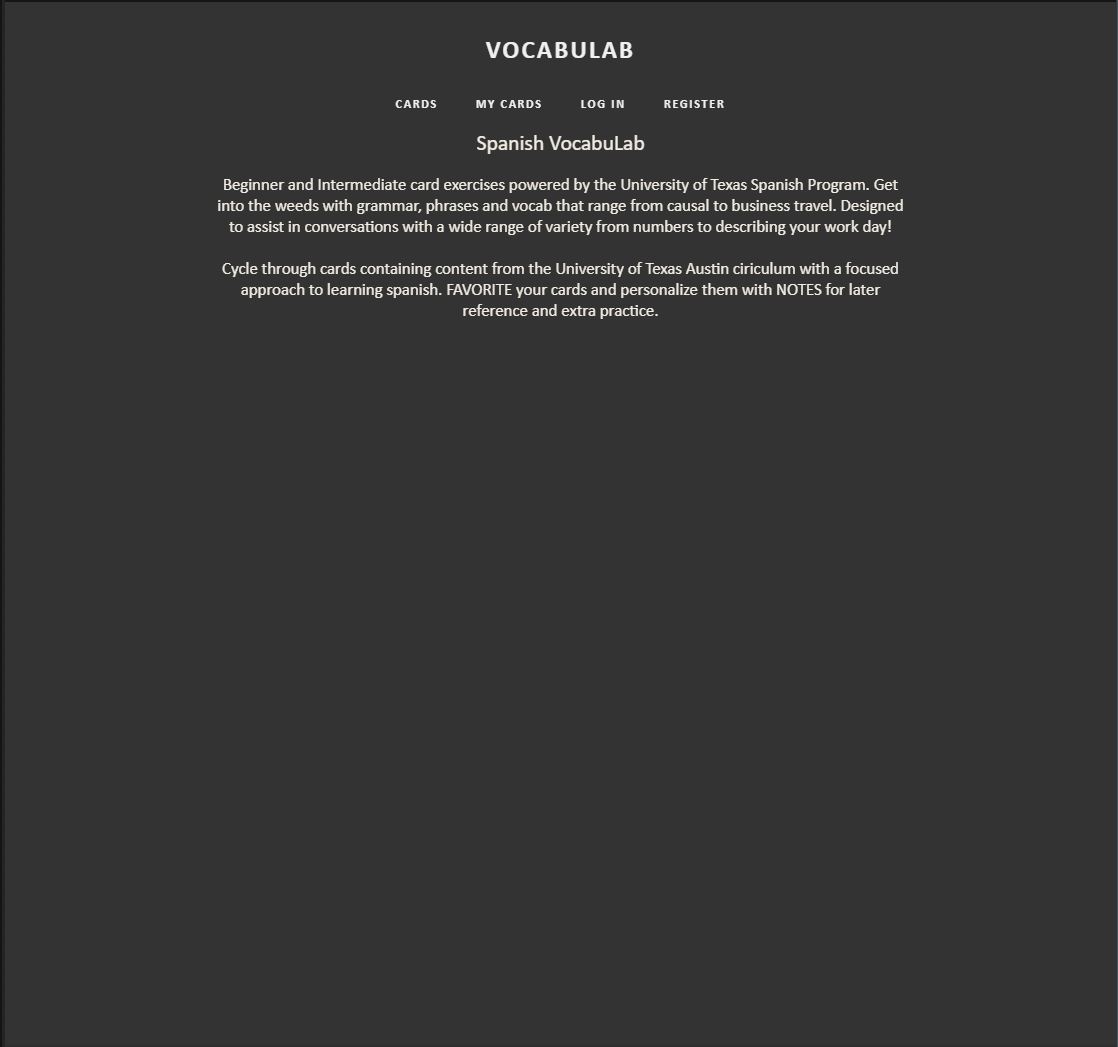 VOCABULAB
CARDS MY CARDS LOG IN REGISTER
Spanish VocabuLab
Beginner and Intermediate card exercises powered by the University of Texas Spanish Program. Get
into the weeds with grammar, phrases and vocab that range from causal to business travel. Designed
to assist in conversations with a wide range of variety from numbers to describing your work day!
Cycle through cards containing content from the University of Texas Austin ciriculum with a focused
approach to learning spanish. FAVORITE your cards and personalize them with NOTES for later
reference and extra practice.